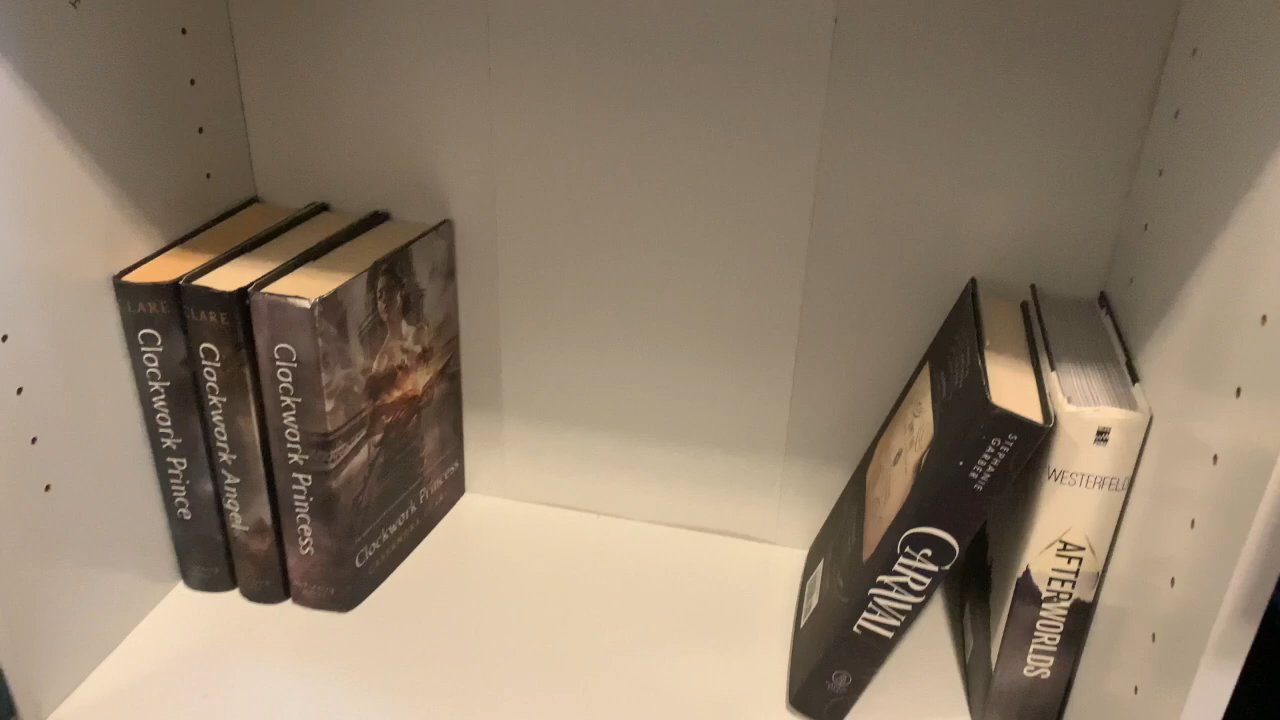 CLARE
Clockwork Prince
CLARE
Clockwork Angel
Clockwork Princess
Clockwork Princess
STEPHANIE
GARBER
CARAVAL
WESTERFELD
AFTERWORLDS